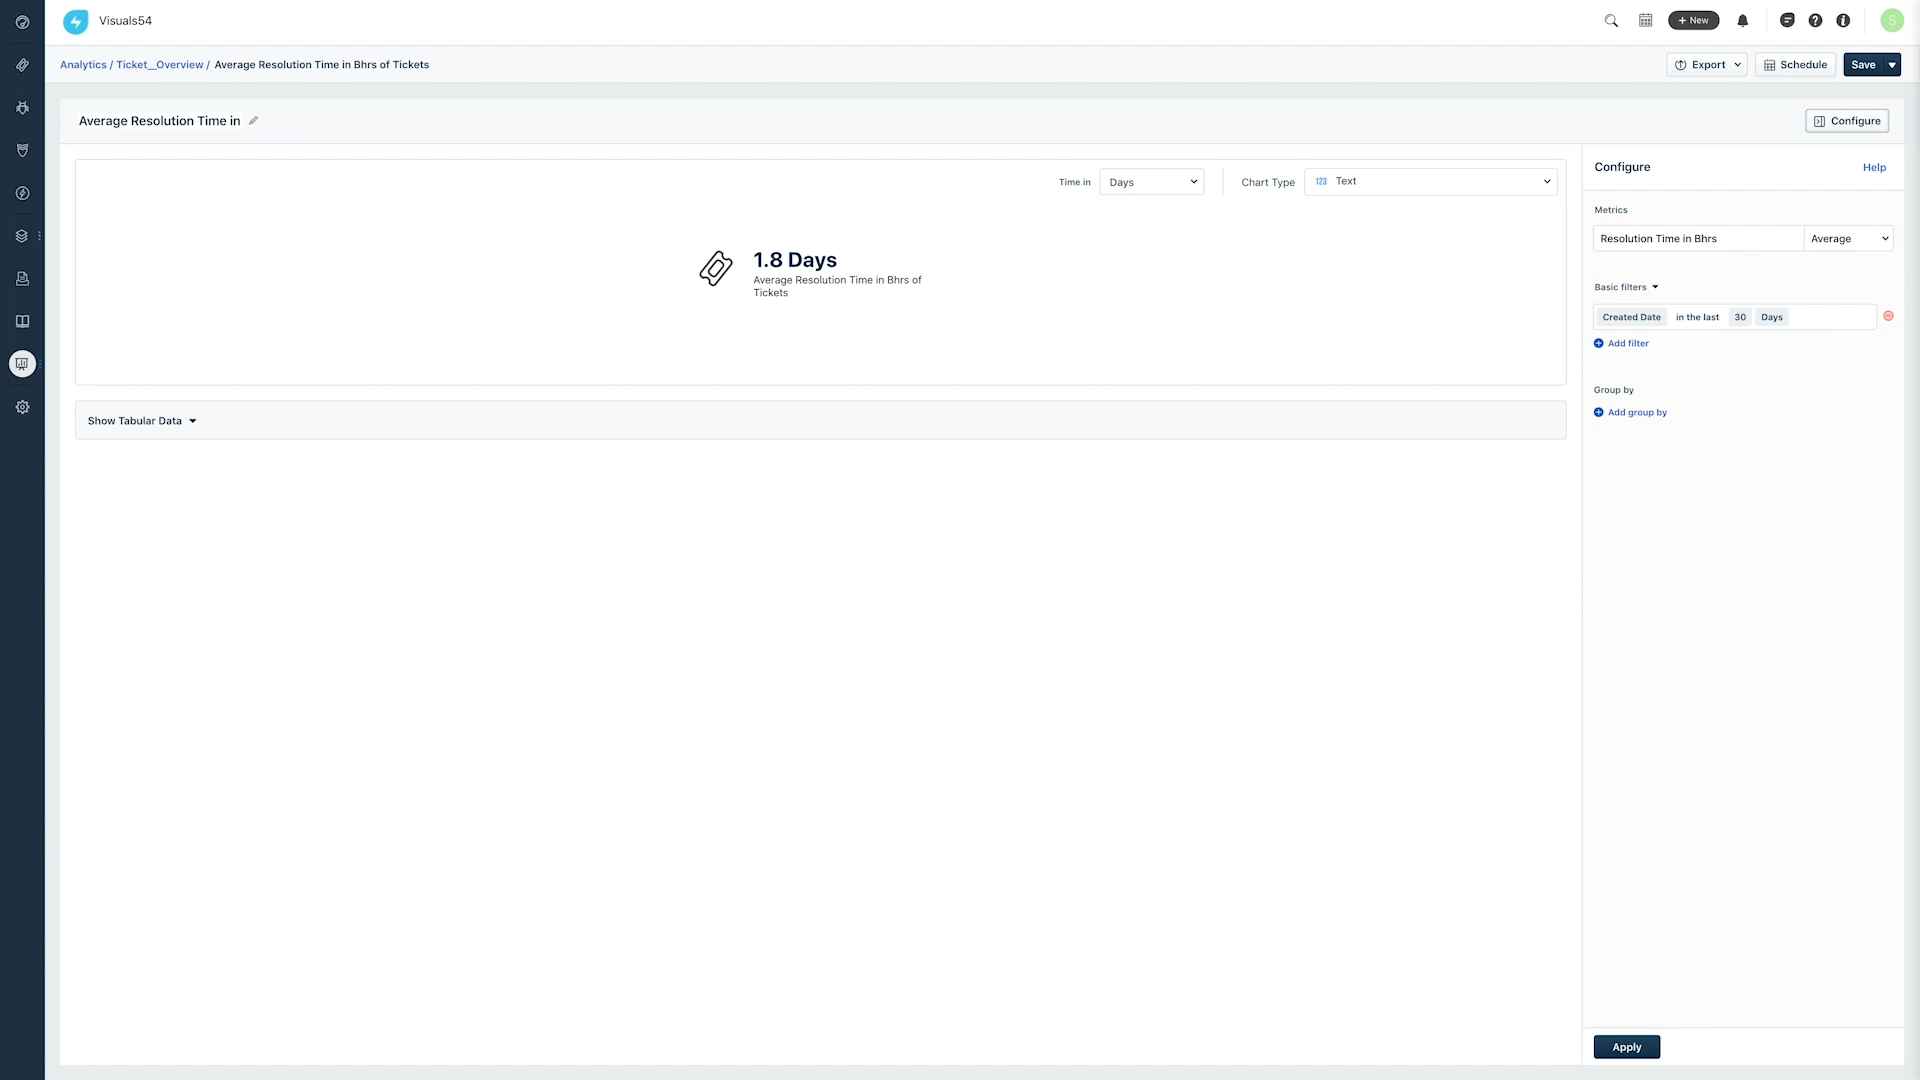 Visuals54
New
S
Analytics / Ticket__Overview / Average Resolution Time in Bhrs of Tickets
Export
Schedule
Save
Average Resolution Time in
Configure
Time in
Days
Chart Type
123 Text
1.8 Days
Average Resolution Time in Bhrs of
Tickets
Show Tabular Data
Configure
Help
Metrics
Resolution Time in Bhrs
Average
Basic filters
Created Date in the last 30 Days
Add filter
Group by
Add group by
Apply